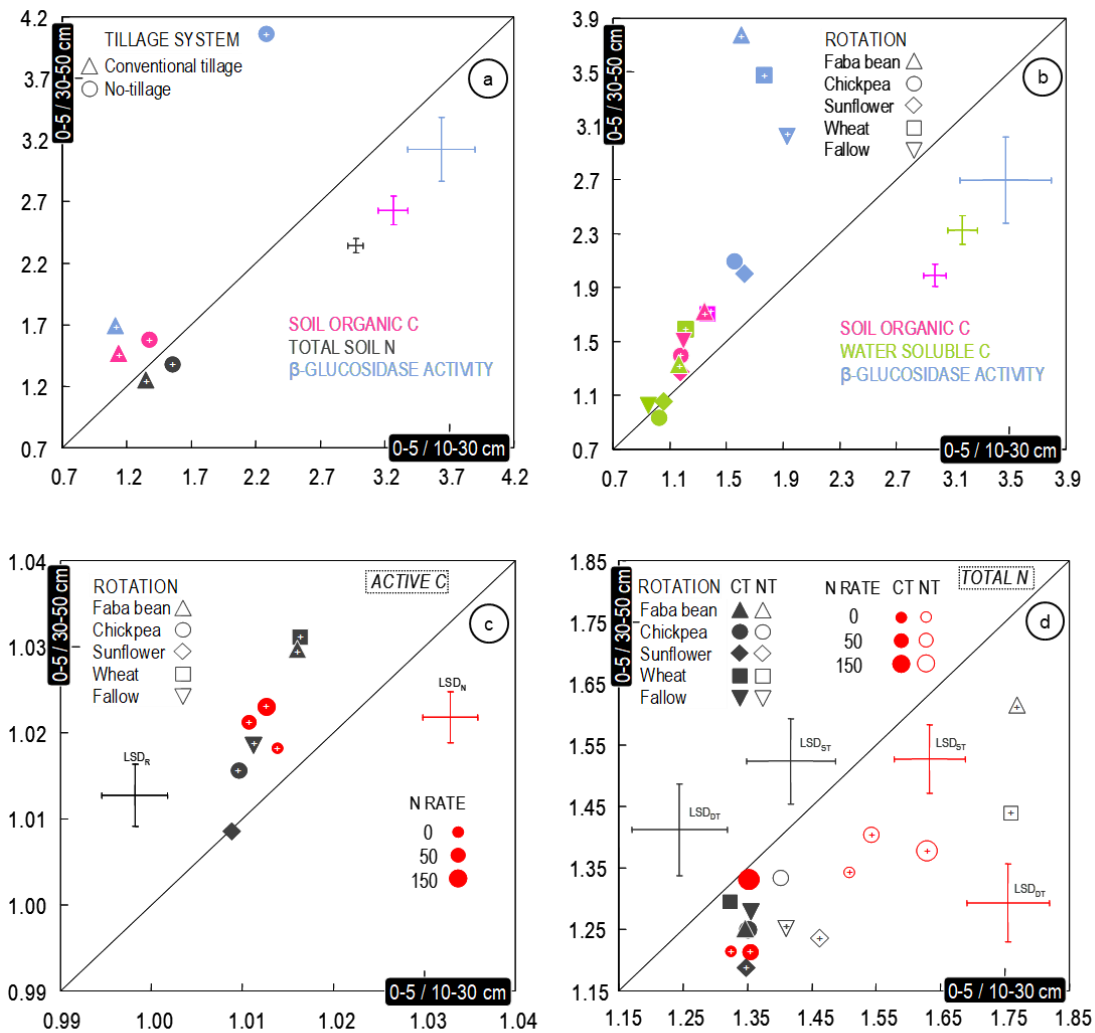 4.2
3.7
3.2
2.7
2.2
1.7
1.2
0.7
0-5 / 30-50 cm
TILLAGE SYSTEM
Conventional tillage
No-tillage
a
SOIL ORGANIC C
TOTAL SOIL N
β-GLUCOSIDASE ACTIVITY
0-5 / 10-30 cm
0.7 1.2 1.7 2.2 2.7 3.2 3.7 4.2
3.9
3.5
3.1
2.7
2.3
1.9
1.5
1.1
0.7
0-5 / 30-50 cm
ROTATION
Faba bean
Chickpea
Sunflower
Wheat
Fallow
b
SOIL ORGANIC C
WATER SOLUBLE C
β-GLUCOSIDASE ACTIVITY
0-5 / 10-30 cm
0.7 1.1 1.5 1.9 2.3 2.7 3.1 3.5 3.9
1.04
1.03
1.02
1.01
1.00
0.99
0-5 / 30-50 cm
ROTATION
Faba bean
Chickpea
Sunflower
Wheat
Fallow
ACTIVE C
c
LSDR
LSDN
N RATE
0
50
150
0-5 / 10-30 cm
0.99 1.00 1.01 1.02 1.03 1.04
1.85
1.75
1.65
1.55
1.45
1.35
1.25
1.15
0-5 / 30-50 cm
ROTATION CT NT
Faba bean
Chickpea
Sunflower
Wheat
Fallow
N RATE CT NT
0
50
150
TOTAL N
d
LSDST
LSDST
LSDDT
LSDDT
0-5 / 10-30 cm
1.15 1.25 1.35 1.45 1.55 1.65 1.75 1.85